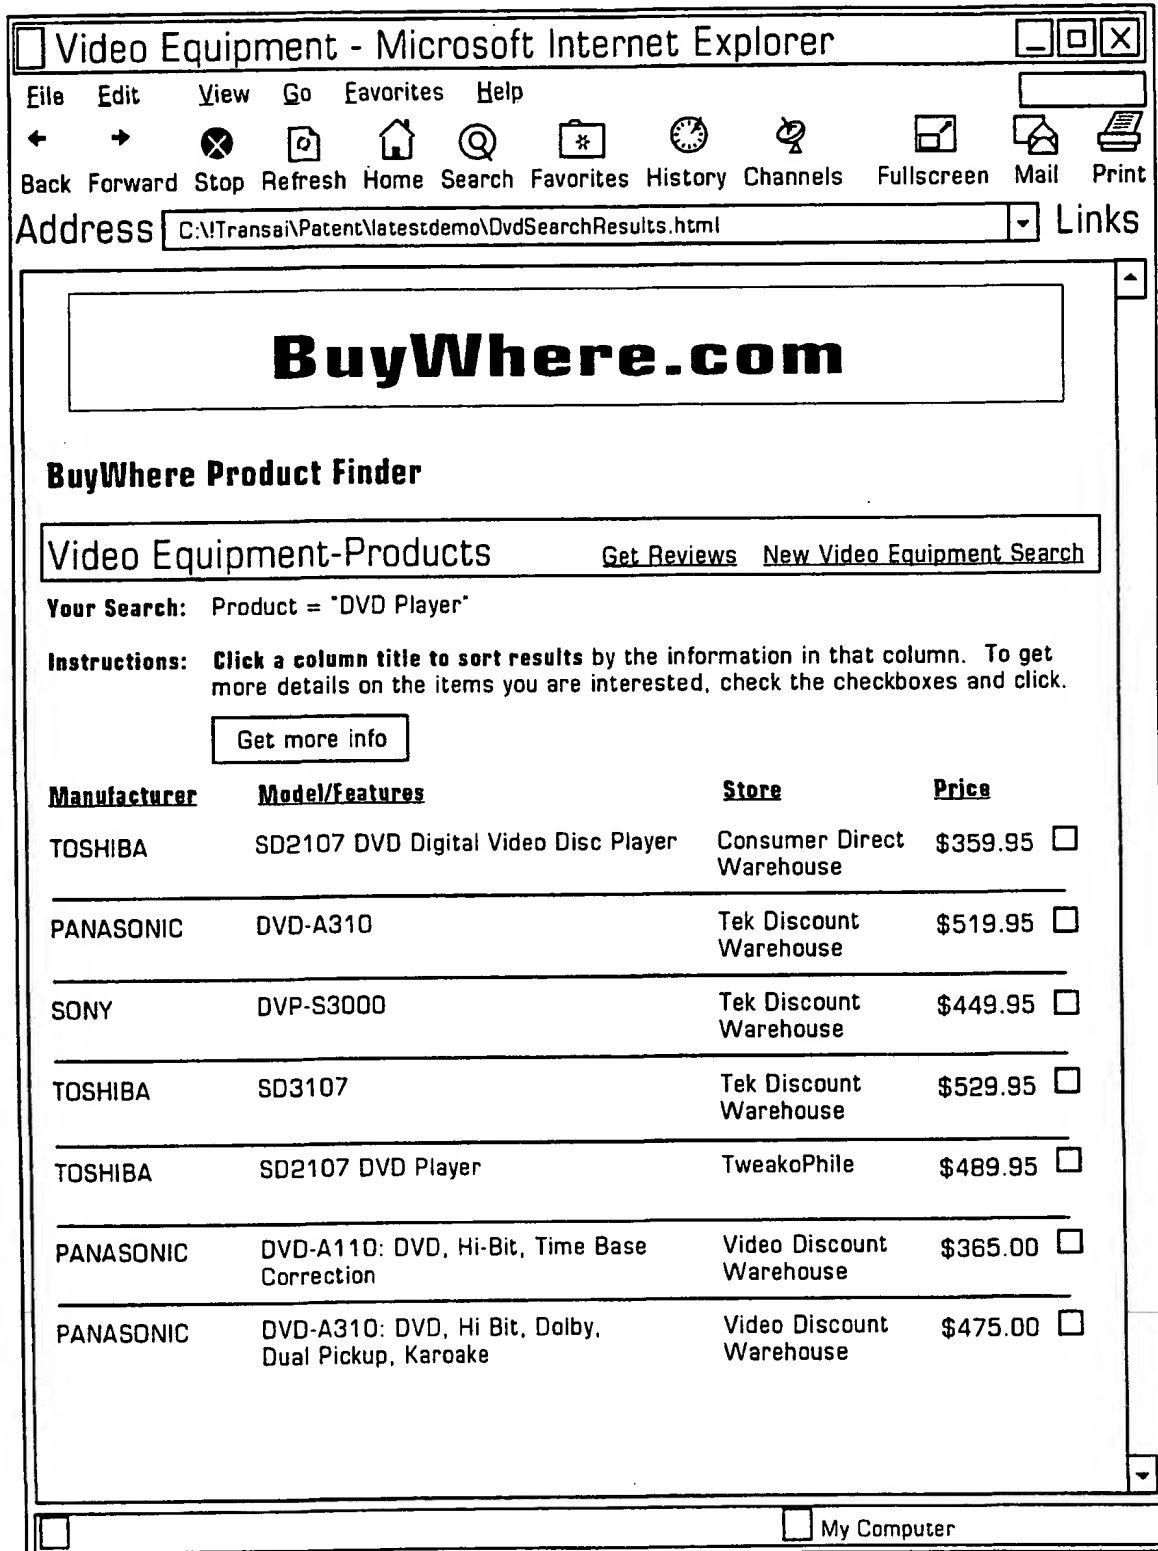 Video Equipment - Microsoft Internet Explorer
File Edit View Go Favorites Help
Back Forward Stop Refresh Home Search Favorites History Channels Fullscreen Mail Print
Address C:\!Transai\Patent\latestdemo\DvdSearchResults.html Links
BuyWhere.com
BuyWhere Product Finder
Video Equipment-Products Get Reviews New Video Equipment Search
Your Search: Product = "DVD Player"
Instructions: Click a column title to sort results by the information in that column. To get
more details on the items you are interested, check the checkboxes and click.
Get more info
Manufacturer Model/Features Store Price
TOSHIBA SD2107 DVD Digital Video Disc Player Consumer Direct $359.95
Warehouse
PANASONIC DVD-A310 Tek Discount $519.95
Warehouse
SONY DVP-S3000 Tek Discount $449.95
Warehouse
TOSHIBA SD3107 Tek Discount $529.95
Warehouse
TOSHIBA SD2107 DVD Player TweakoPhile $489.95
PANASONIC DVD-A110: DVD, Hi-Bit, Time Base Video Discount $365.00
Correction Warehouse
PANASONIC DVD-A310: DVD, Hi Bit, Dolby, Video Discount $475.00
Dual Pickup, Karoake Warehouse
My Computer